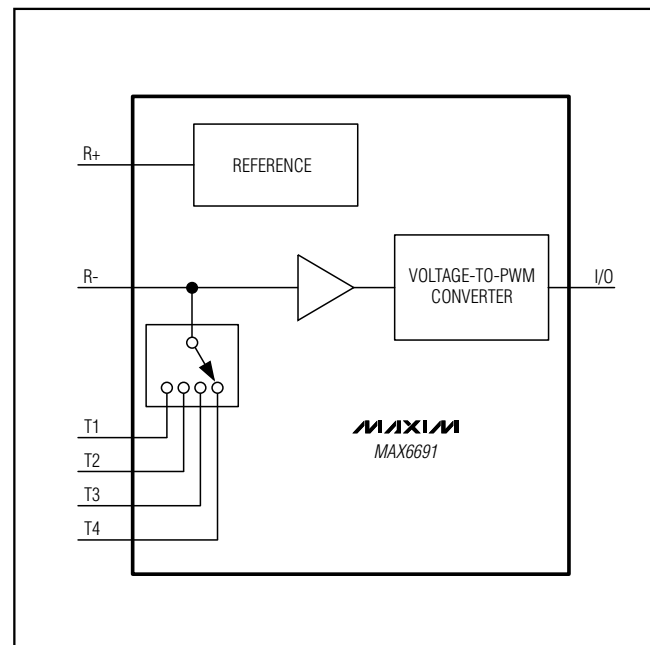 R+
REFERENCE
R-
VOLTAGE-TO-PWM
CONVERTER
I/O
T1
T2
T3
T4
MAXIM
MAX6691